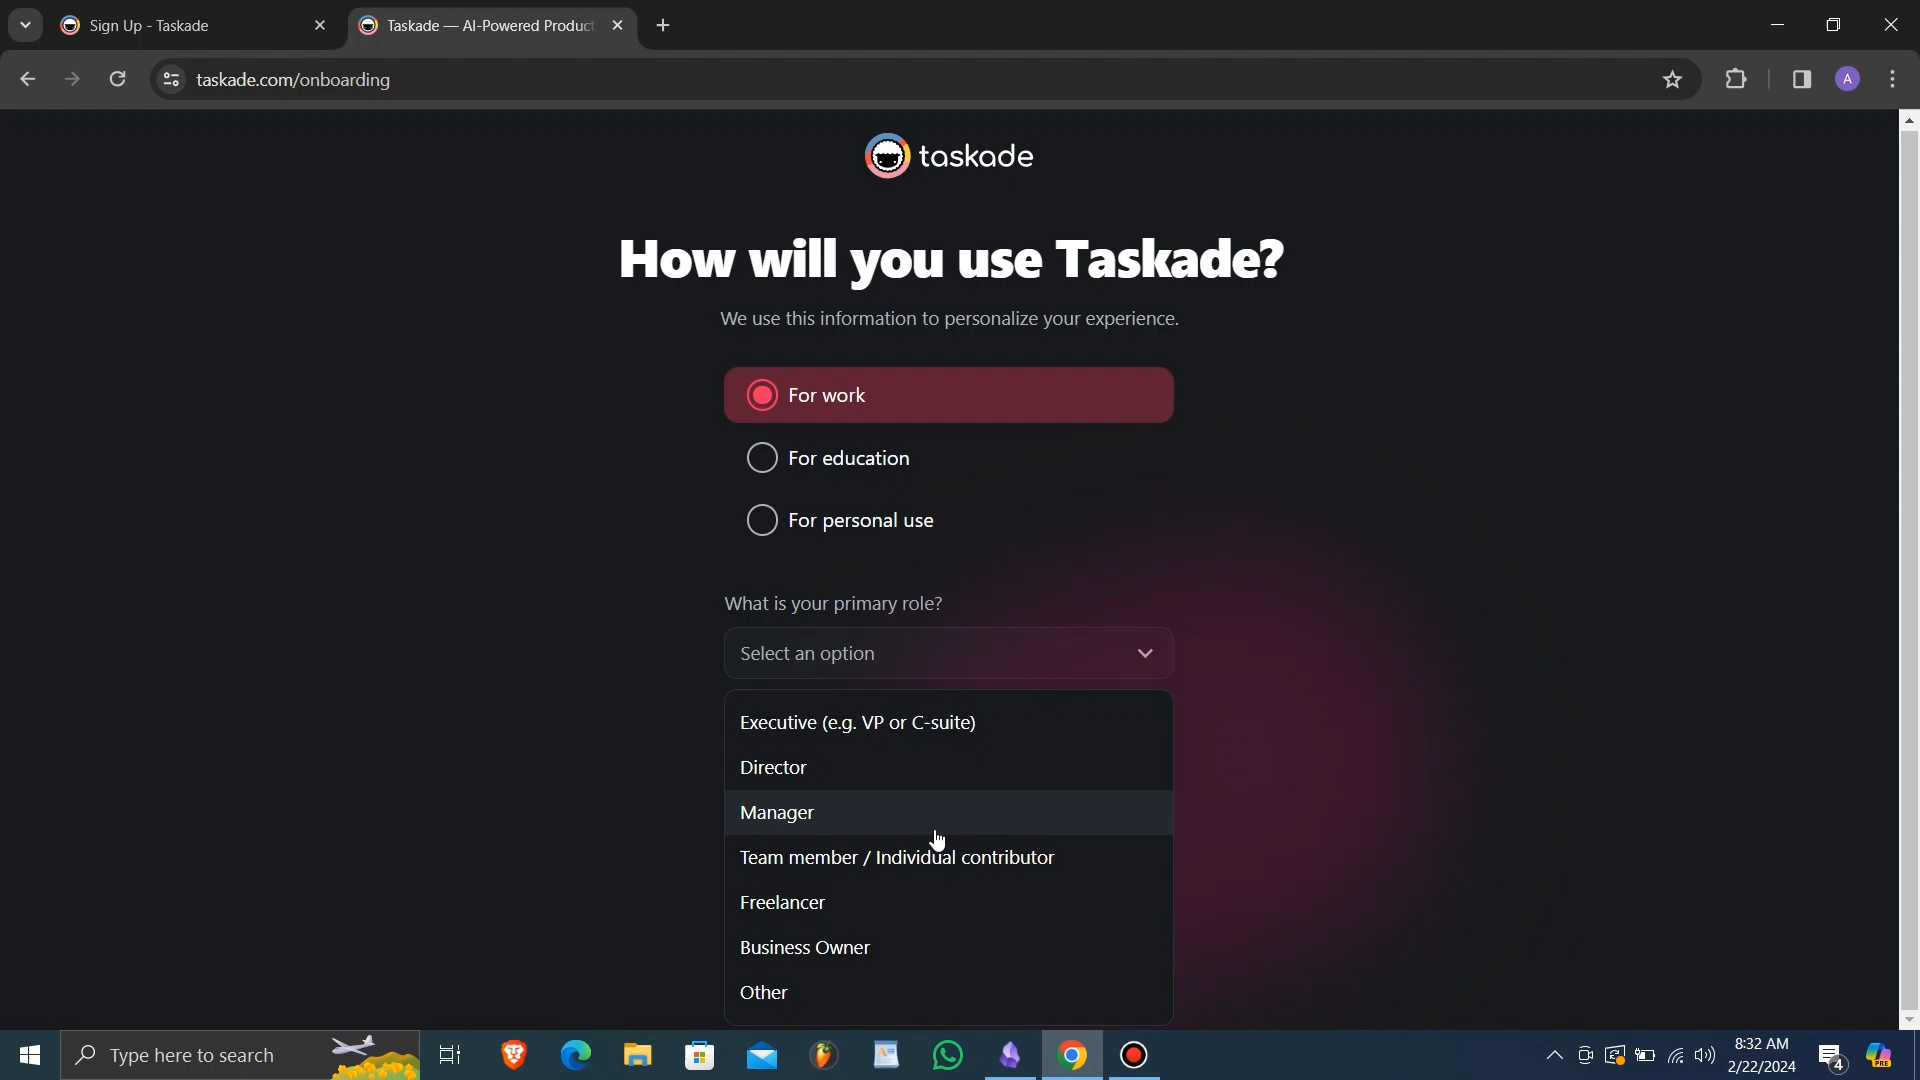 Sign Up - Taskade
Taskade — AI-Powered Product
taskade.com/onboarding
A
taskade
How will you use Taskade?
We use this information to personalize your experience.
For work
For education
For personal use
What is your primary role?
Select an option
Executive (e.g. VP or C-suite)
Director
Manager
Team member / Individual contributor
Freelancer
Business Owner
Other
Type here to search
8:32 AM
2/22/2024
4
PRE